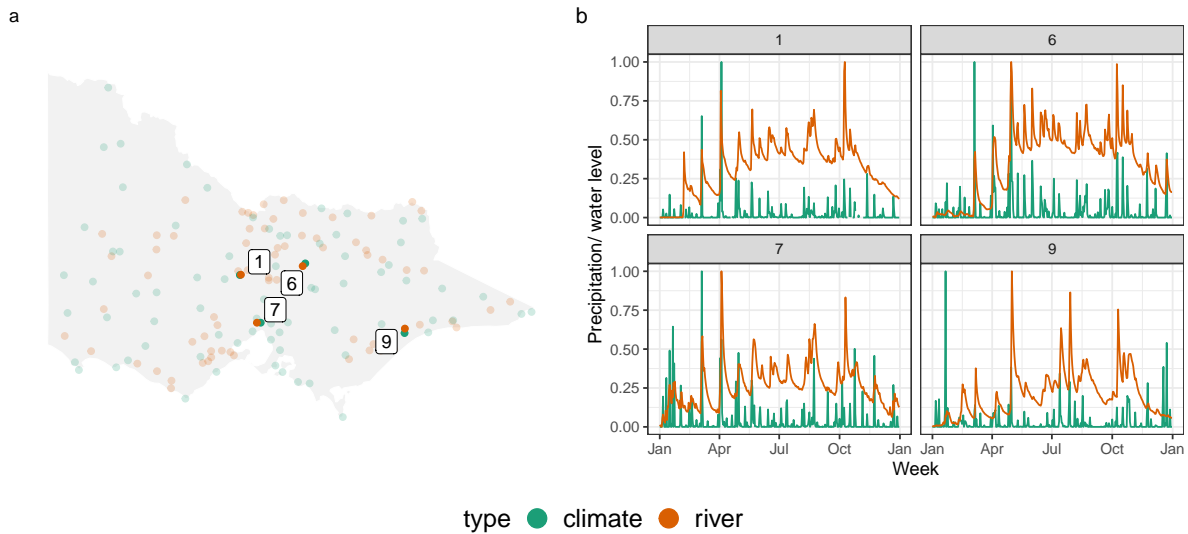 a
1
6
7
9
b
Precipitation/ water level
1
6
1.00
0.75
0.50
0.25
0.00
7
9
1.00
0.75
0.50
0.25
0.00
Jan Apr Jul Oct Jan
Jan Apr Jul Oct Jan
Week
type climate river